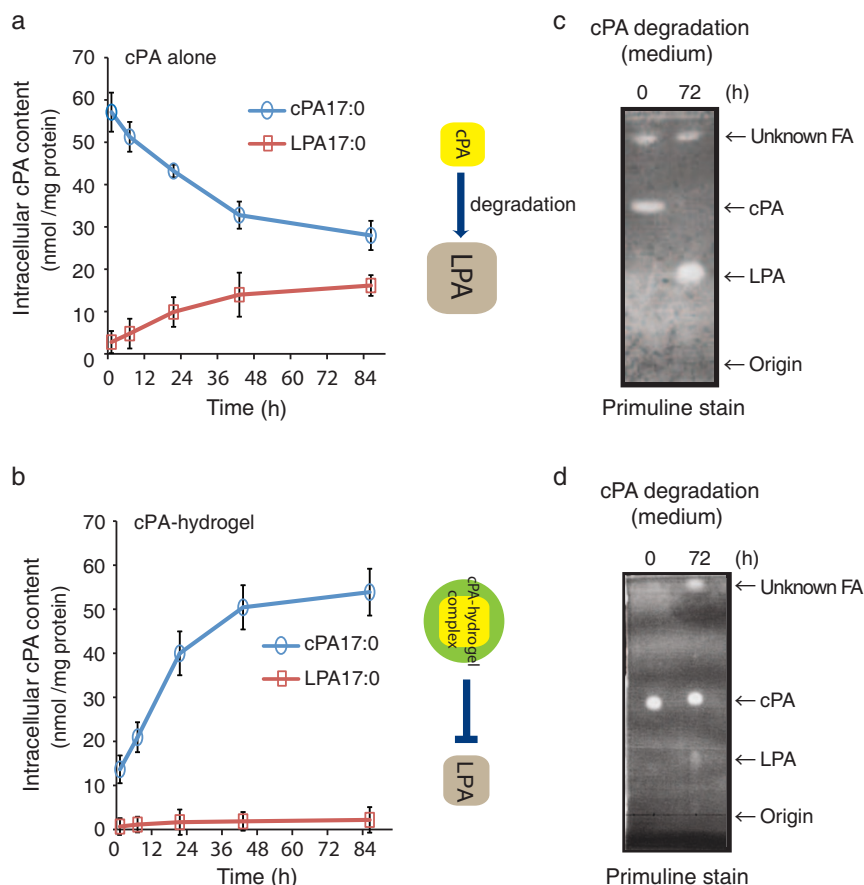 a
cPA alone
70
60
50
40
30
20
10
0
Intracellular cPA content
(nmol /mg protein)
cPA17:0
LPA17:0
0 12 24 36 48 60 72 84
Time (h)
cPA
degradation
LPA
c
cPA degradation
(medium)
0 72 (h)
← Unknown FA
← cPA
← LPA
← Origin
Primuline stain
b
cPA-hydrogel
70
60
50
40
30
20
10
0
Intracellular cPA content
(nmol /mg protein)
cPA17:0
LPA17:0
0 12 24 36 48 60 72 84
Time (h)
cPA-hydrogel
complex
LPA
d
cPA degradation
(medium)
0 72 (h)
← Unknown FA
← cPA
← LPA
← Origin
Primuline stain